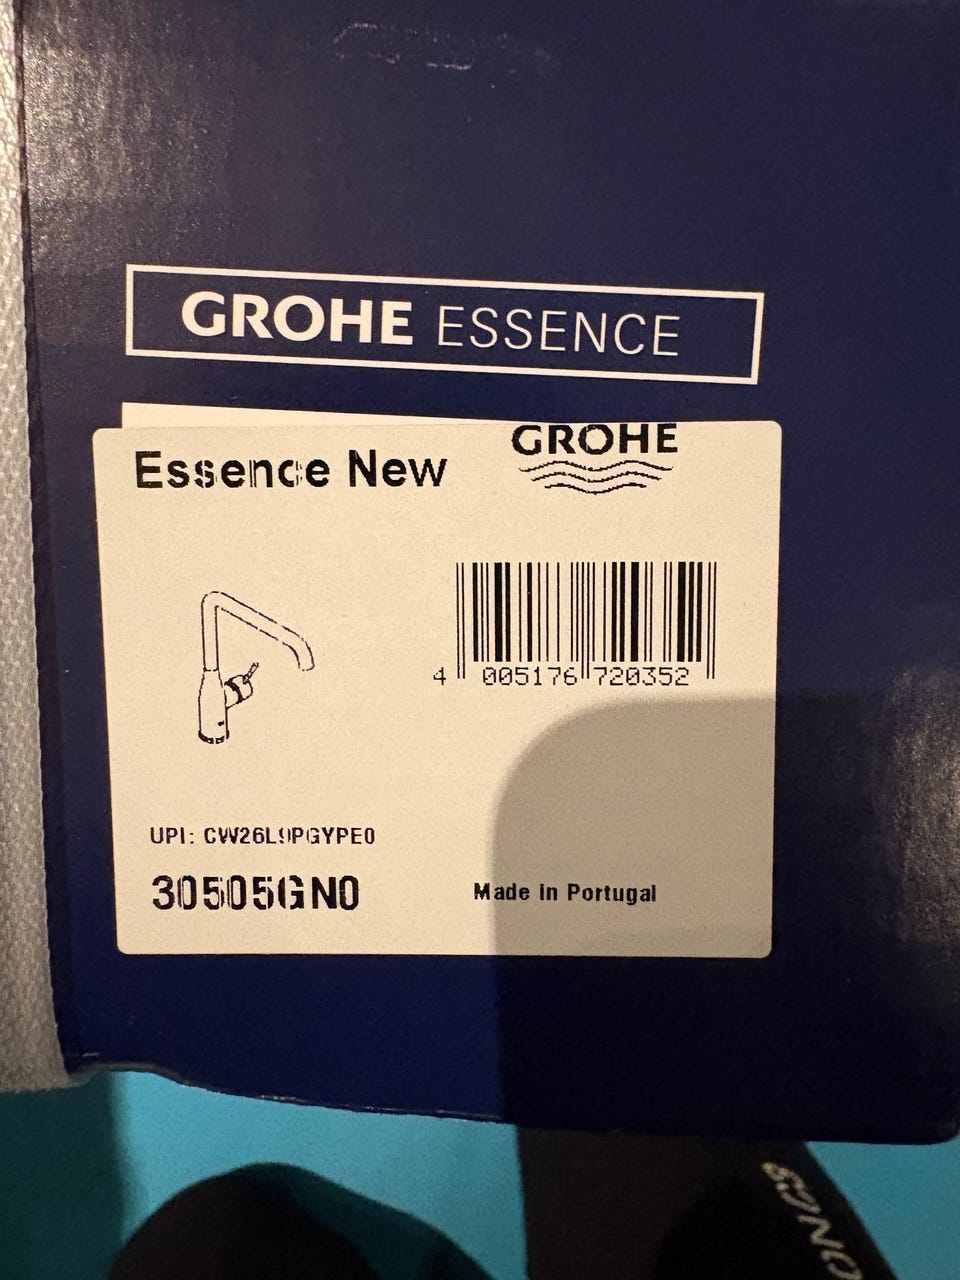 GROHE ESSENCE
Essence New
GROHE
4 005176 720352
UPI: CW26L9PGYPE0
30505GN0
Made in Portugal